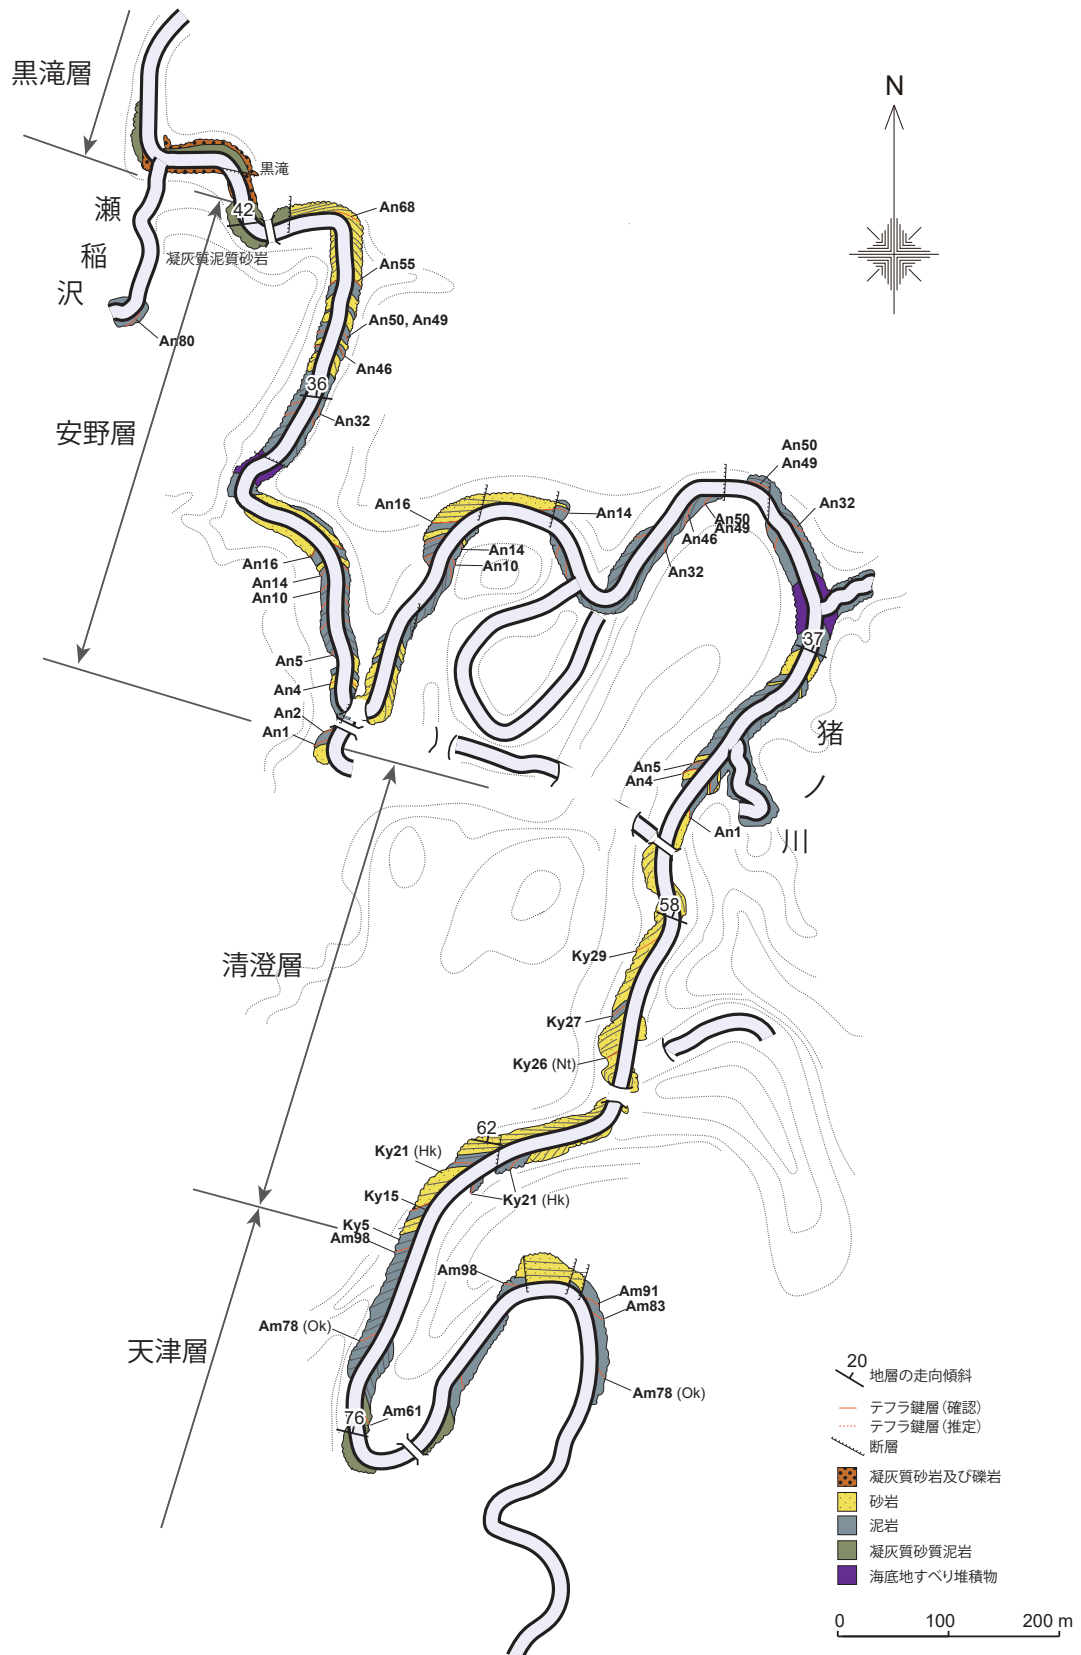 黒滝層
N
黒滝
瀬
稲
沢
42
An68
凝灰質泥質砂岩
An55
An50, An49
An80
An46
36
An32
安野層
An50
An49
An16
An14
An32
An50
An49
An46
An14
An10
An32
An16
An14
An10
37
An5
An4
An2
An1
猪
ノ
川
An5
An4
An1
58
清澄層
Ky29
Ky27
Ky26 (Nt)
62
Ky21 (Hk)
Ky15
Ky21 (Hk)
Ky5
Am98
Am98
Am91
Am83
Am78 (Ok)
天津層
Am78 (Ok)
76
Am61
20
地層の走向傾斜
テフラ鍵層（確認）
テフラ鍵層（推定）
断層
凝灰質砂岩及び礫岩
砂岩
泥岩
凝灰質砂質泥岩
海底地すべり堆積物
0 100 200 m